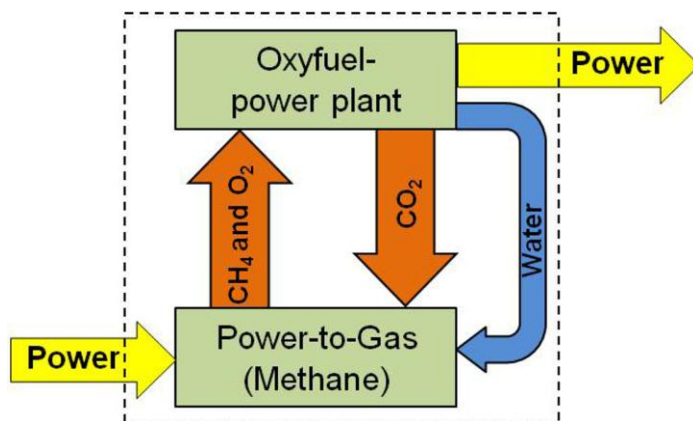 Oxyfuel-
power plant
Power
CH₄ and O₂
CO₂
Water
Power
Power-to-Gas
(Methane)